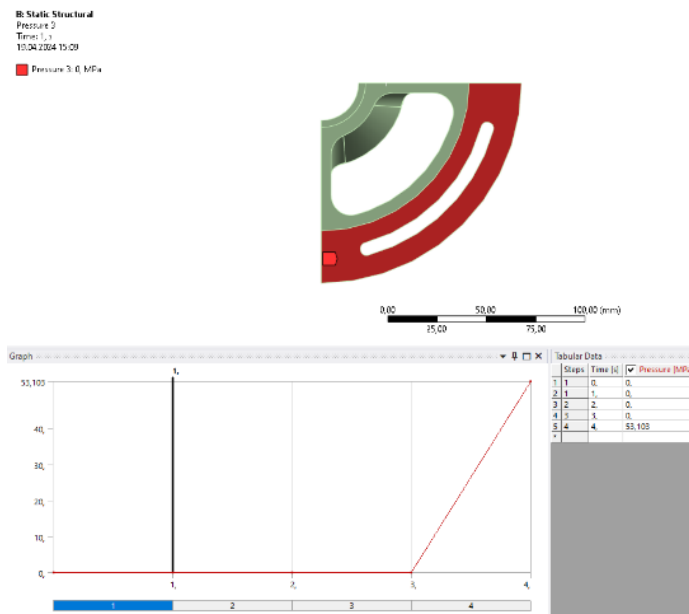 B: Static Structural
Pressure 3
Time: 1, s
19.04.2024 15:09
Pressure 3: 0, MPa
0,00 50,00 100,00 (mm)
25,00 75,00
Graph
1,
53,103
40,
30,
20,
10,
0,
1, 2, 3, 4,
1 2 3 4
Tabular Data
Steps Time [s] Pressure [MPa
1 1 0, 0,
2 1 1, 0,
3 2 2, 0,
4 3 3, 0,
5 4 4, 53,103
*